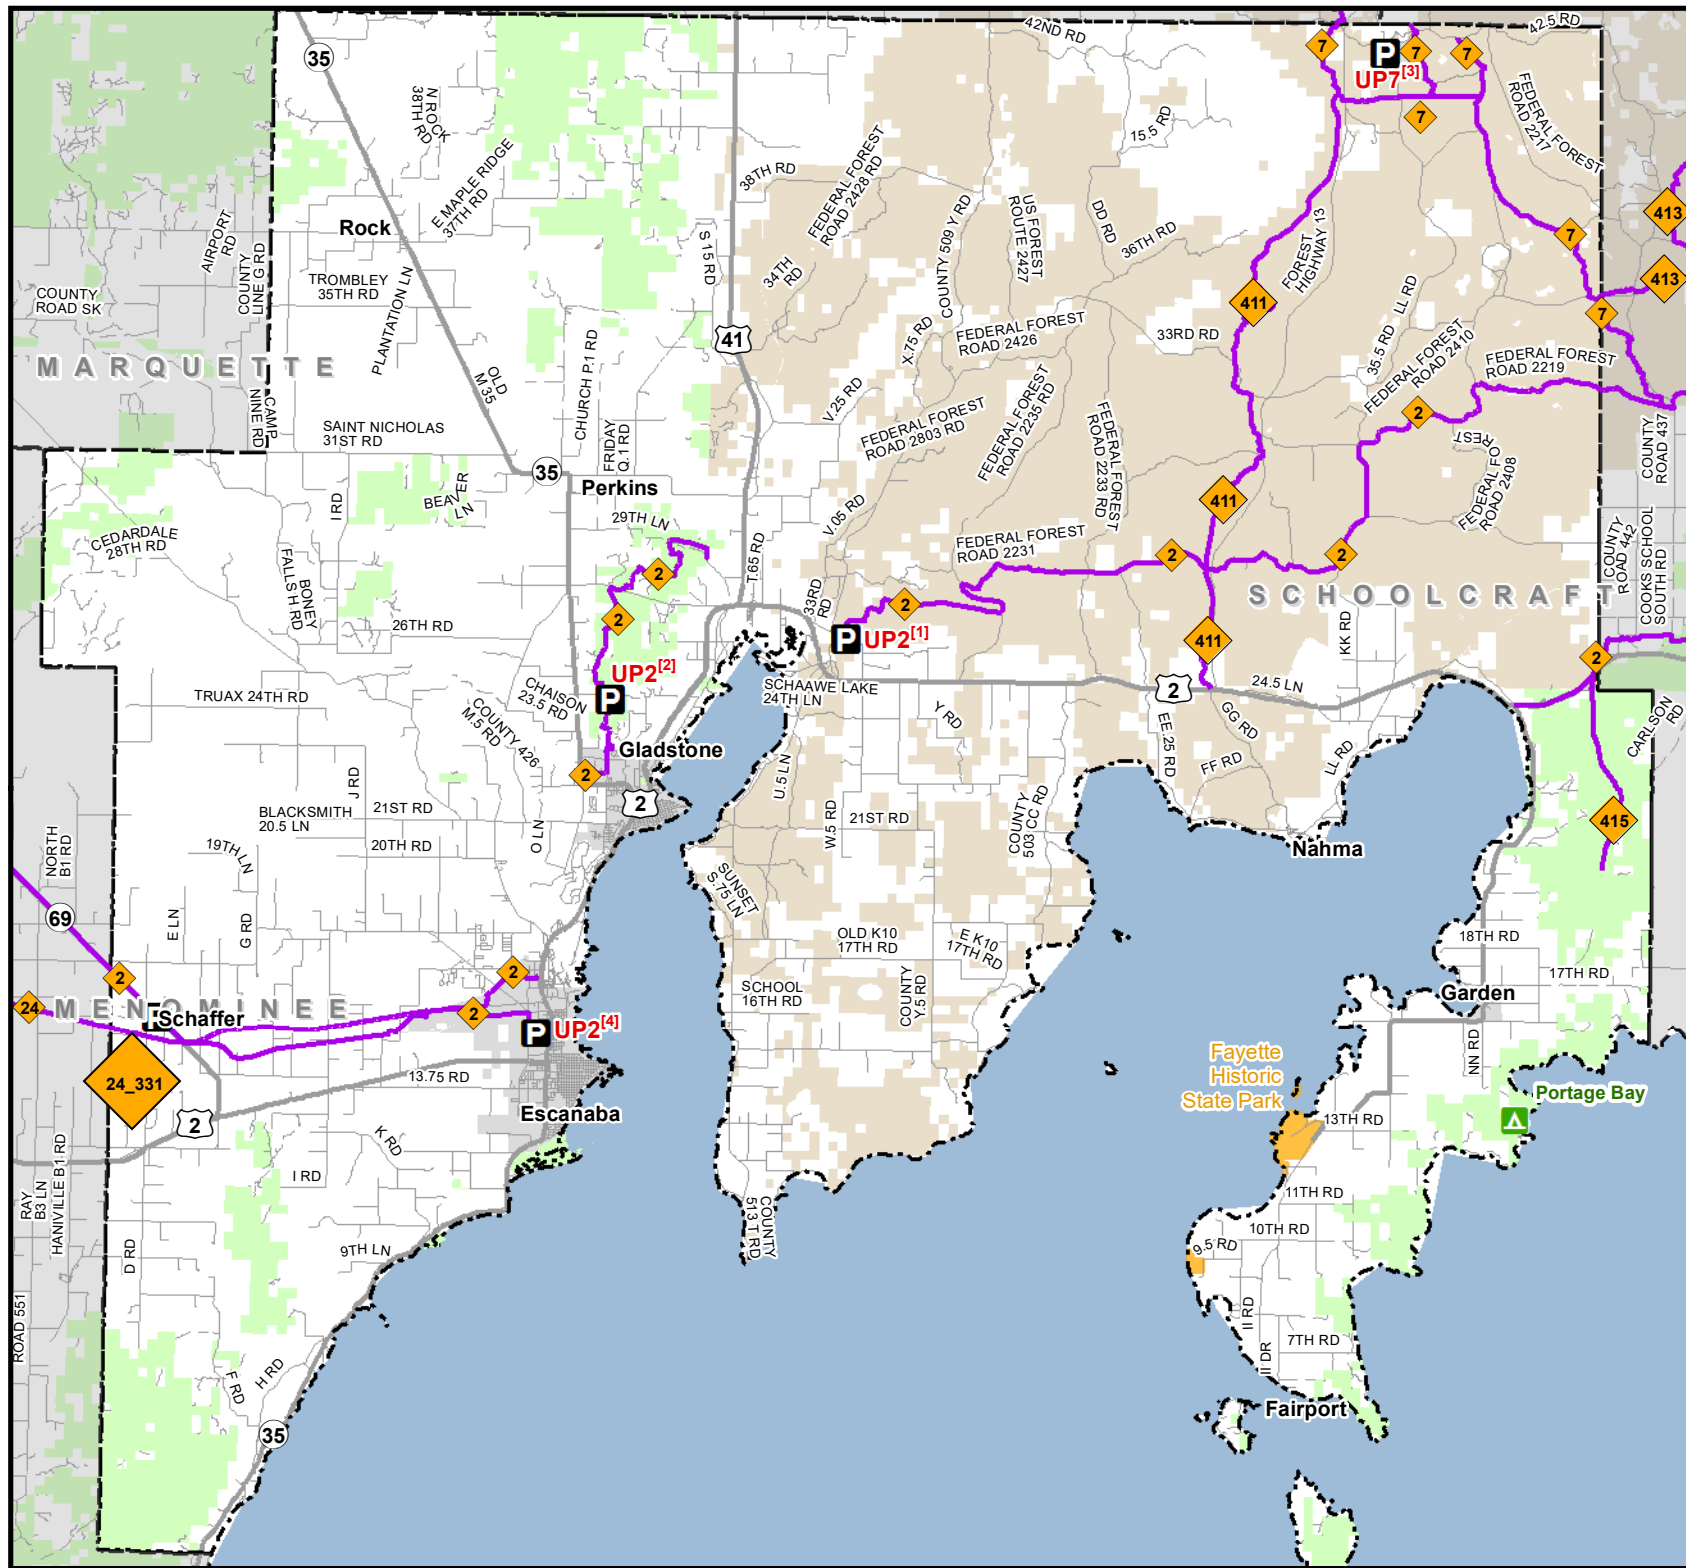 42ND RD
42.5 RD
35
7
P
7
7
UP7[3]
7
N ROCK
38TH RD
15.5 RD
FEDERAL FOREST
ROAD 2217
E MAPLE RIDGE
37TH RD
38TH RD
FEDERAL FOREST
ROAD 2428 RD
COUNTY 509 Y RD
US FOREST
ROUTE 2427
DD RD
36TH RD
FOREST
HIGHWAY 13
413
AIRPORT
RD
COUNTY
LINE G RD
Rock
S 15 RD
34TH
RD
7
413
TROMBLEY
35TH RD
PLANTATION LN
COUNTY
ROAD SK
411
LL RD
7
41
X.75 RD
FEDERAL FOREST
ROAD 2426
33RD RD
35.5 RD
FEDERAL FOREST
ROAD 2410
FEDERAL FOREST
ROAD 2219
MARQUETTE
OLD
M 35
CHURCH P.1 RD
V.25 RD
CAMP
NINE RD
SAINT NICHOLAS
31ST RD
FRIDAY
Q.1 RD
FEDERAL FOREST
ROAD 2803 RD
FEDERAL FOREST
ROAD 2235 RD
FEDERAL FOREST
ROAD 2233 RD
2
FEDERAL FO
REST
ROAD 2408
COUNTY
ROAD 437
35
Perkins
I RD
BEAVER
LN
411
29TH LN
V.05 RD
CEDARDALE
28TH RD
FEDERAL FOREST
ROAD 2231
2
2
COUNTY
ROAD 442
COOKS SCHOOL
SOUTH RD
BONEY
FALLS H RD
2
T.65 RD
33RD
RD
2
SCHOOLCRAFT
2
26TH RD
P
UP2[1]
411
KK RD
2
UP2[2]
P
TRUAX 24TH RD
CHAISON
23.5 RD
COUNTY 426
M.5 RD
SCHAAWE LAKE
24TH LN
2
24.5 LN
Y RD
EE.25 RD
GG RD
CARLSON
RD
Gladstone
2
FF RD
LL RD
J RD
2
U.5 LN
BLACKSMITH
20.5 LN
21ST RD
O LN
W.5 RD
21ST RD
COUNTY
503 CC RD
415
NORTH
B1 RD
19TH LN
20TH RD
Nahma
SUNSET
S.75 LN
69
E LN
G RD
OLD K10
17TH RD
E K10
17TH RD
18TH RD
2
2
17TH RD
24
MENOMINEE
SCHOOL
16TH RD
COUNTY
Y.5 RD
Garden
Schaffer
2
P
UP2[4]
NN RD
Fayette
Historic
State Park
24_331
13.75 RD
Portage Bay
2
Escanaba
13TH RD
K RD
I RD
RAY
B3 LN
HANIVILLE B1 RD
11TH RD
COUNTY
513 T RD
10TH RD
D RD
9TH LN
9.5 RD
ROAD 551
II RD
7TH RD
F RD
H RD
II DR
Fairport
35